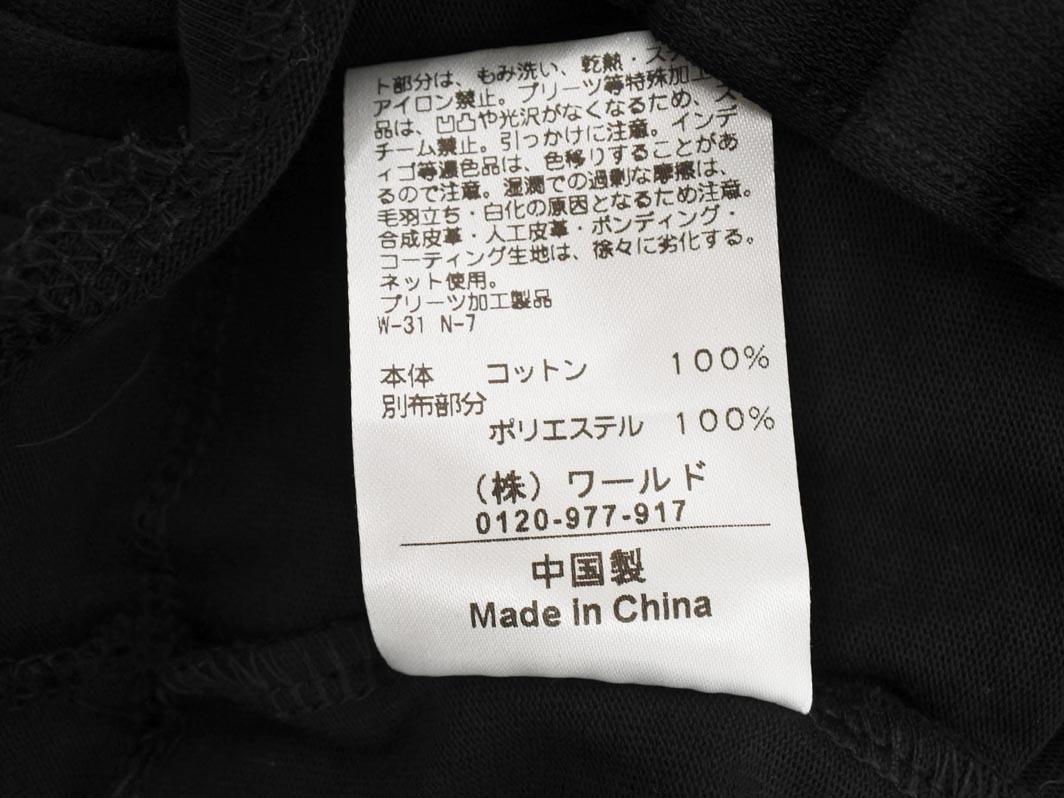 ト部分は、もみ洗い、乾熱・ス
アイロン禁止。プリーツ等特殊加工
品は、凹凸や光沢がなくなるため、ス
チーム禁止。引っかけに注意。インデ
ィゴ等濃色品は、色移りすることがあ
るので注意。湿潤での過剰な摩擦は、
毛羽立ち・白化の原因となるため注意。
合成皮革・人工皮革・ボンディング・
コーティング生地は、徐々に劣化する。
ネット使用。
プリーツ加工製品
W-31 N-7
本体 コットン 100%
別布部分
ポリエステル 100%
(株) ワールド
0120-977-917
中国製
Made in China